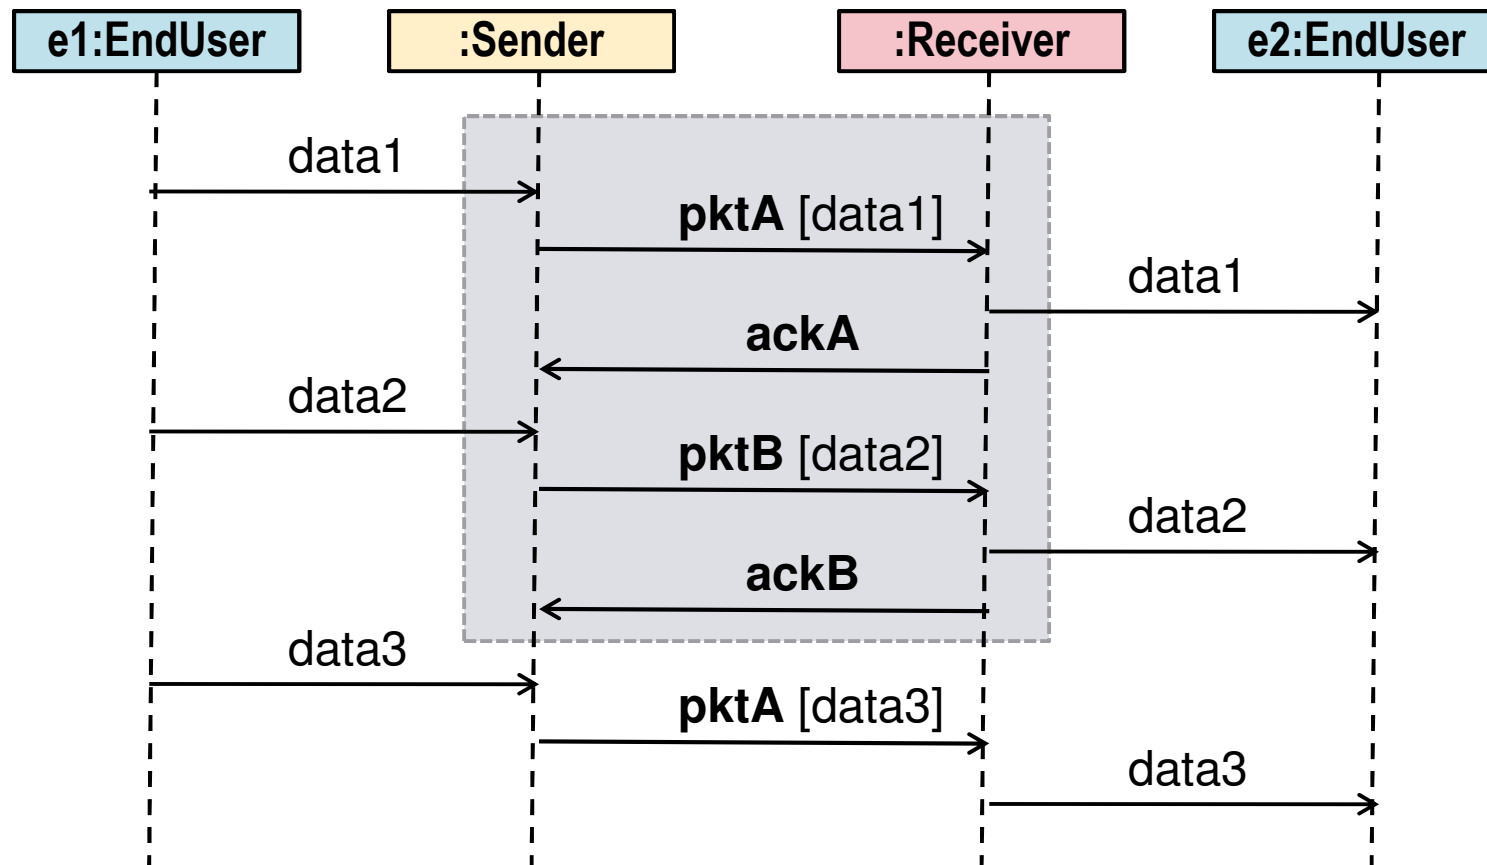 e1:EndUser
:Sender
:Receiver
e2:EndUser
data1
pktA [data1]
data1
ackA
data2
pktB [data2]
data2
ackB
data3
pktA [data3]
data3